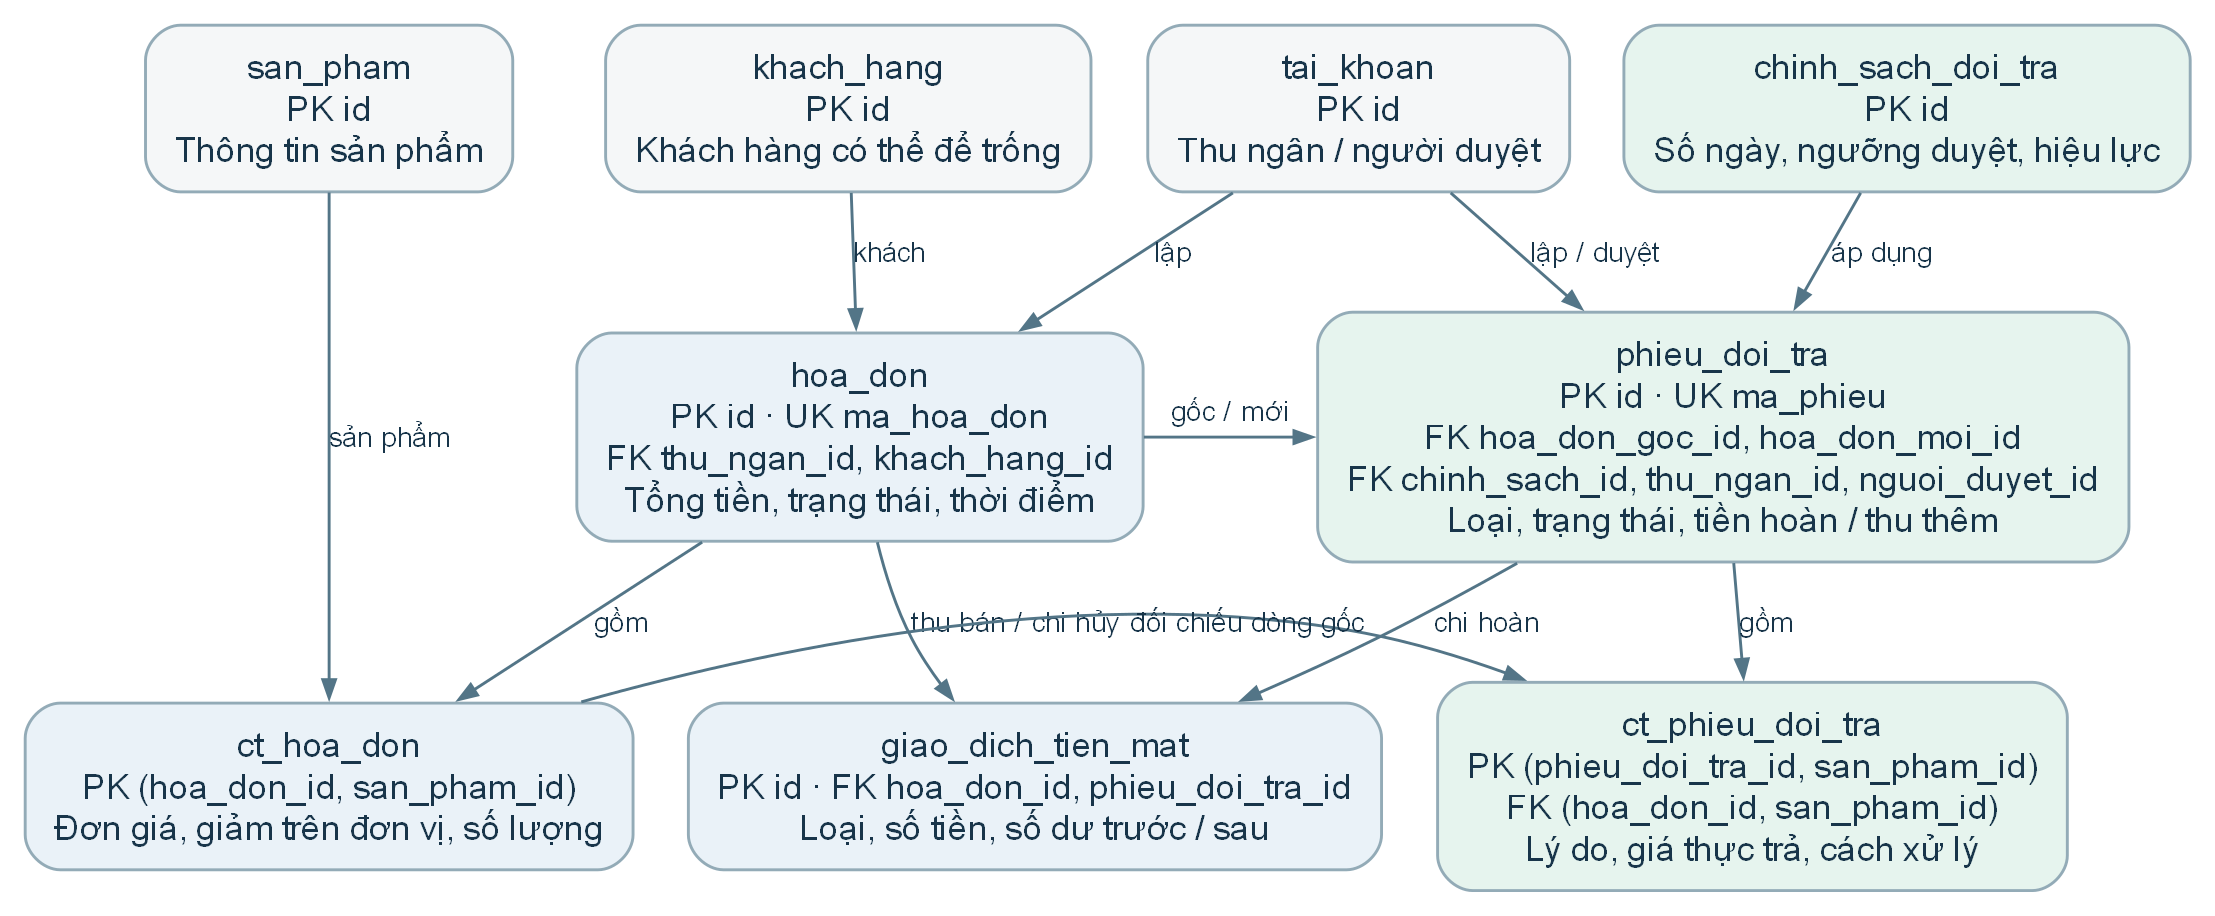 san_pham
PK id
Thông tin sản phẩm
khach_hang
PK id
Khách hàng có thể để trống
tai_khoan
PK id
Thu ngân / người duyệt
chinh_sach_doi_tra
PK id
Số ngày, ngưỡng duyệt, hiệu lực
khách
lập
lập / duyệt
áp dụng
sản phẩm
hoa_don
PK id · UK ma_hoa_don
FK thu_ngan_id, khach_hang_id
Tổng tiền, trạng thái, thời điểm
gốc / mới
phieu_doi_tra
PK id · UK ma_phieu
FK hoa_don_goc_id, hoa_don_moi_id
FK chinh_sach_id, thu_ngan_id, nguoi_duyet_id
Loại, trạng thái, tiền hoàn / thu thêm
gồm
thu bán / chi hủy
đối chiếu dòng gốc
chi hoàn
gồm
ct_hoa_don
PK (hoa_don_id, san_pham_id)
Đơn giá, giảm trên đơn vị, số lượng
giao_dich_tien_mat
PK id · FK hoa_don_id, phieu_doi_tra_id
Loại, số tiền, số dư trước / sau
ct_phieu_doi_tra
PK (phieu_doi_tra_id, san_pham_id)
FK (hoa_don_id, san_pham_id)
Lý do, giá thực trả, cách xử lý